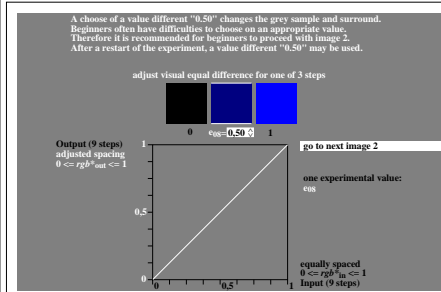 A choose of a value different "0.50" changes the grey sample and surround.
Beginners often have difficulties to choose on an appropriate value.
Therefore it is recommended for beginners to proceed with image 2.
After a restart of the experiment, a value different "0.50" may be used.
adjust visual equal difference for one of 3 steps
0 e0S=0,50 1
Output (9 steps)
adjusted spacing
0 <= rgb*out <= 1
1
go to next image 2
one experimental value:
e0S
0,5
equally spaced
0 <= rgb*in <= 1
Input (9 steps)
0
0 0,5 1